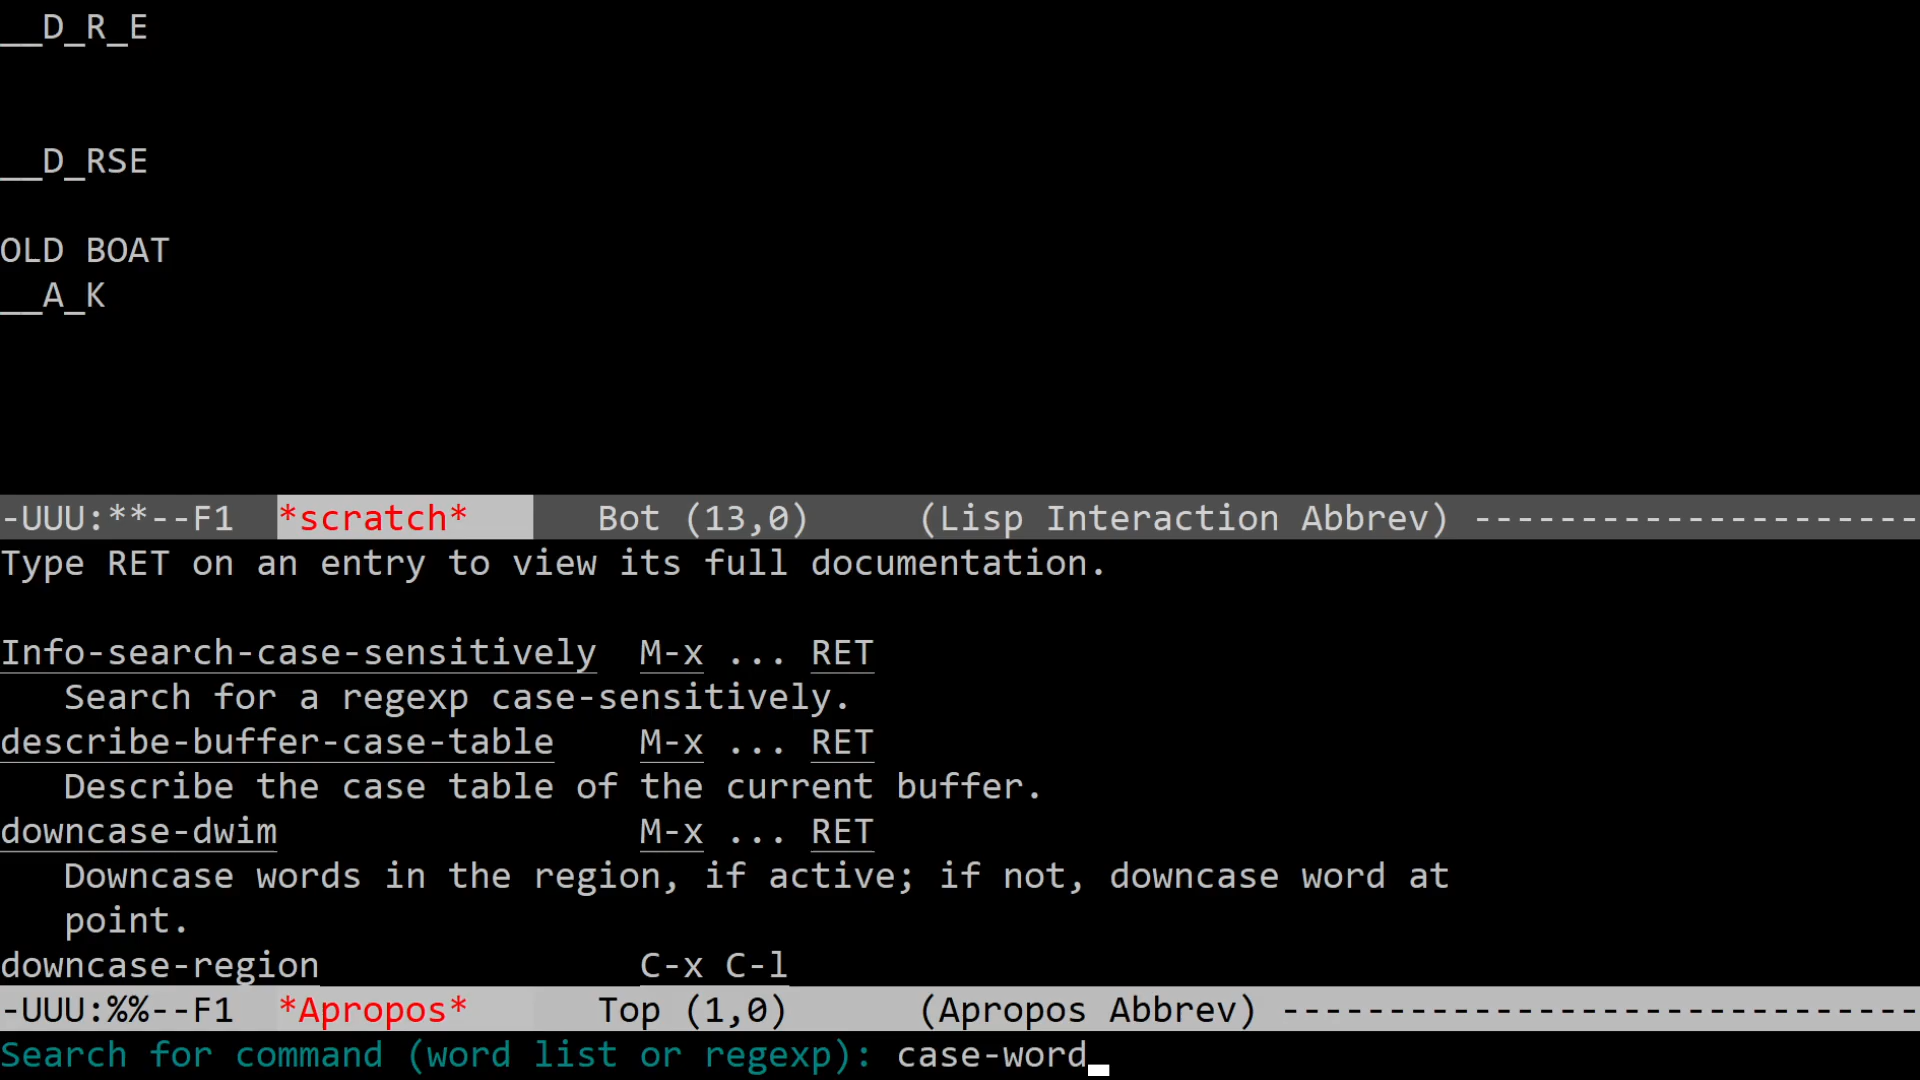 __D_R_E
__D_RSE
OLD BOAT
__A_K
-UUU:**--F1  *scratch*      Bot (13,0)     (Lisp Interaction Abbrev) ---------------------
Type RET on an entry to view its full documentation.
Info-search-case-sensitively  M-x ... RET
   Search for a regexp case-sensitively.
describe-buffer-case-table    M-x ... RET
   Describe the case table of the current buffer.
downcase-dwim                 M-x ... RET
   Downcase words in the region, if active; if not, downcase word at
   point.
downcase-region               C-x C-l
-UUU:%%--F1  *Apropos*      Top (1,0)      (Apropos Abbrev) ------------------------------
Search for command (word list or regexp): case-word